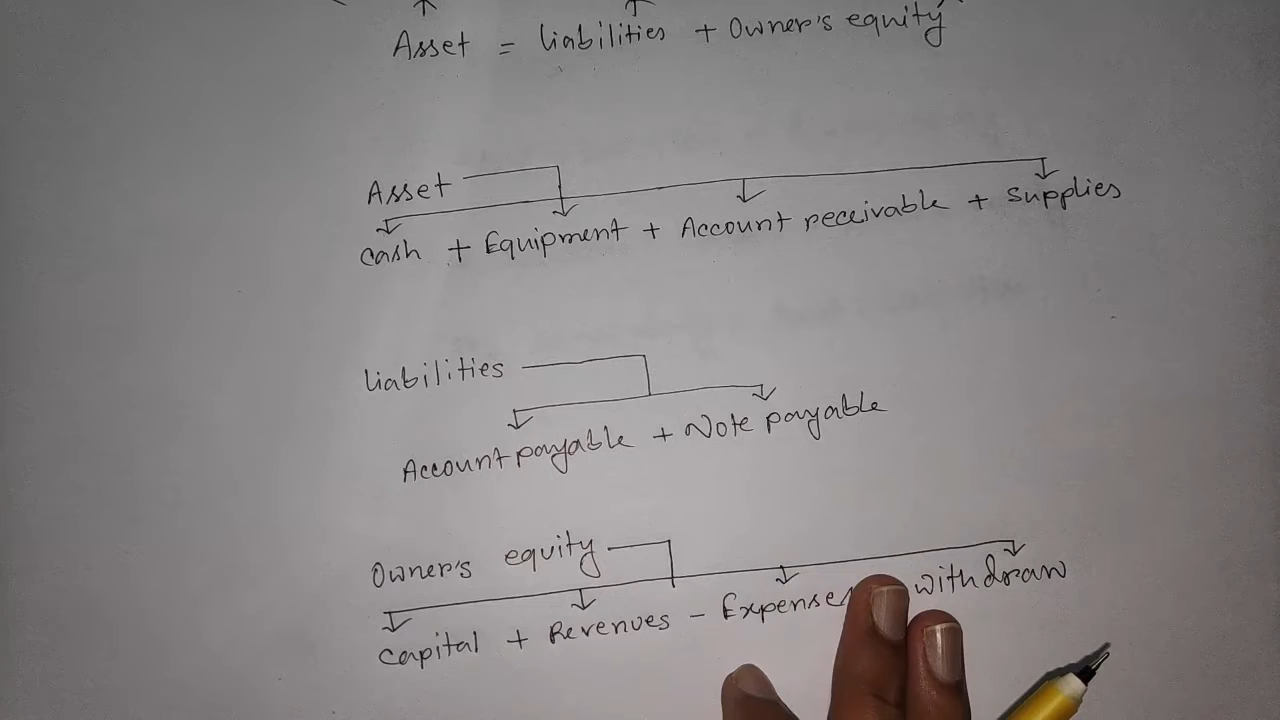 Asset = liabilities + Owner's equity
Asset
Cash + Equipment + Account receivable + Supplies
liabilities
Account payable + Note payable
Owner's equity
Capital + Revenues - Expenses withdraw